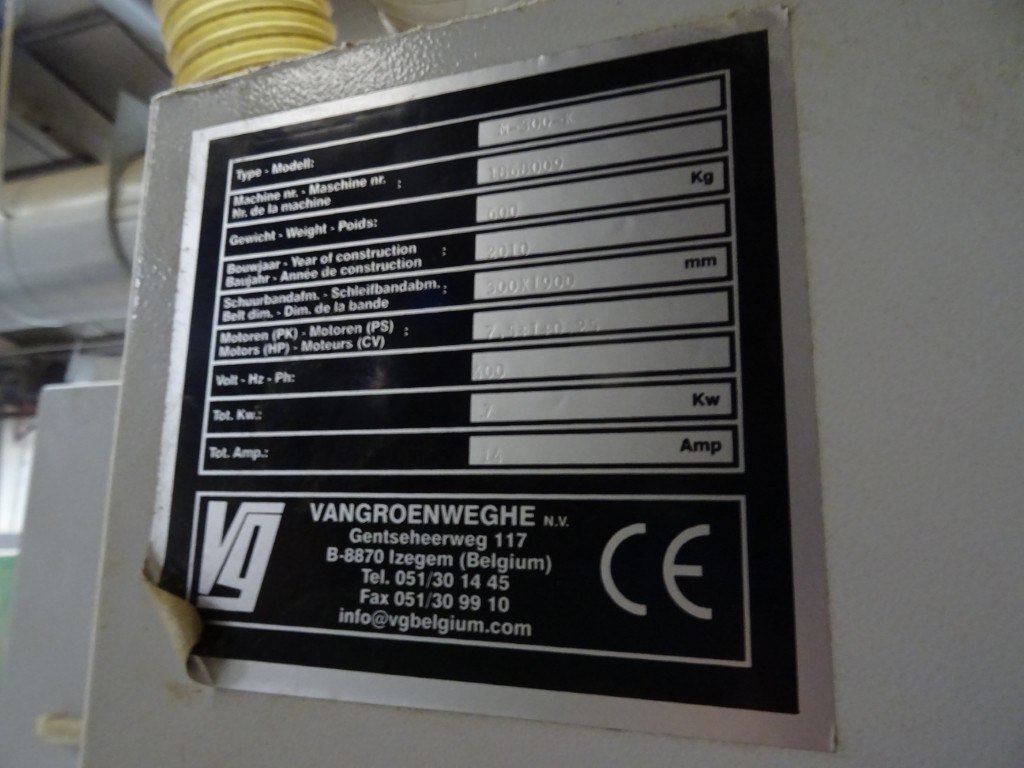 Type - Modell:
Machine nr. - Maschine nr. :
Nr. de la machine
1868009
Gewicht - Weight - Poids: 600 Kg
Bouwjaar - Year of construction :
Baujahr - Année de construction
2010
Schuurbandafm. - Schleifbandabm. :
Belt dim. - Dim. de la bande
300x1900 mm
Motoren (PK) - Motoren (PS) :
Motors (HP) - Moteurs (CV)
Volt - Hz - Ph: 400
Tot. Kw.: 7 Kw
Tot. Amp.: 14 Amp
Vg
VANGROENWEGHE N.V.
Gentseheerweg 117
B-8870 Izegem (Belgium)
Tel. 051/30 14 45
Fax 051/30 99 10
info@vgbelgium.com
CE